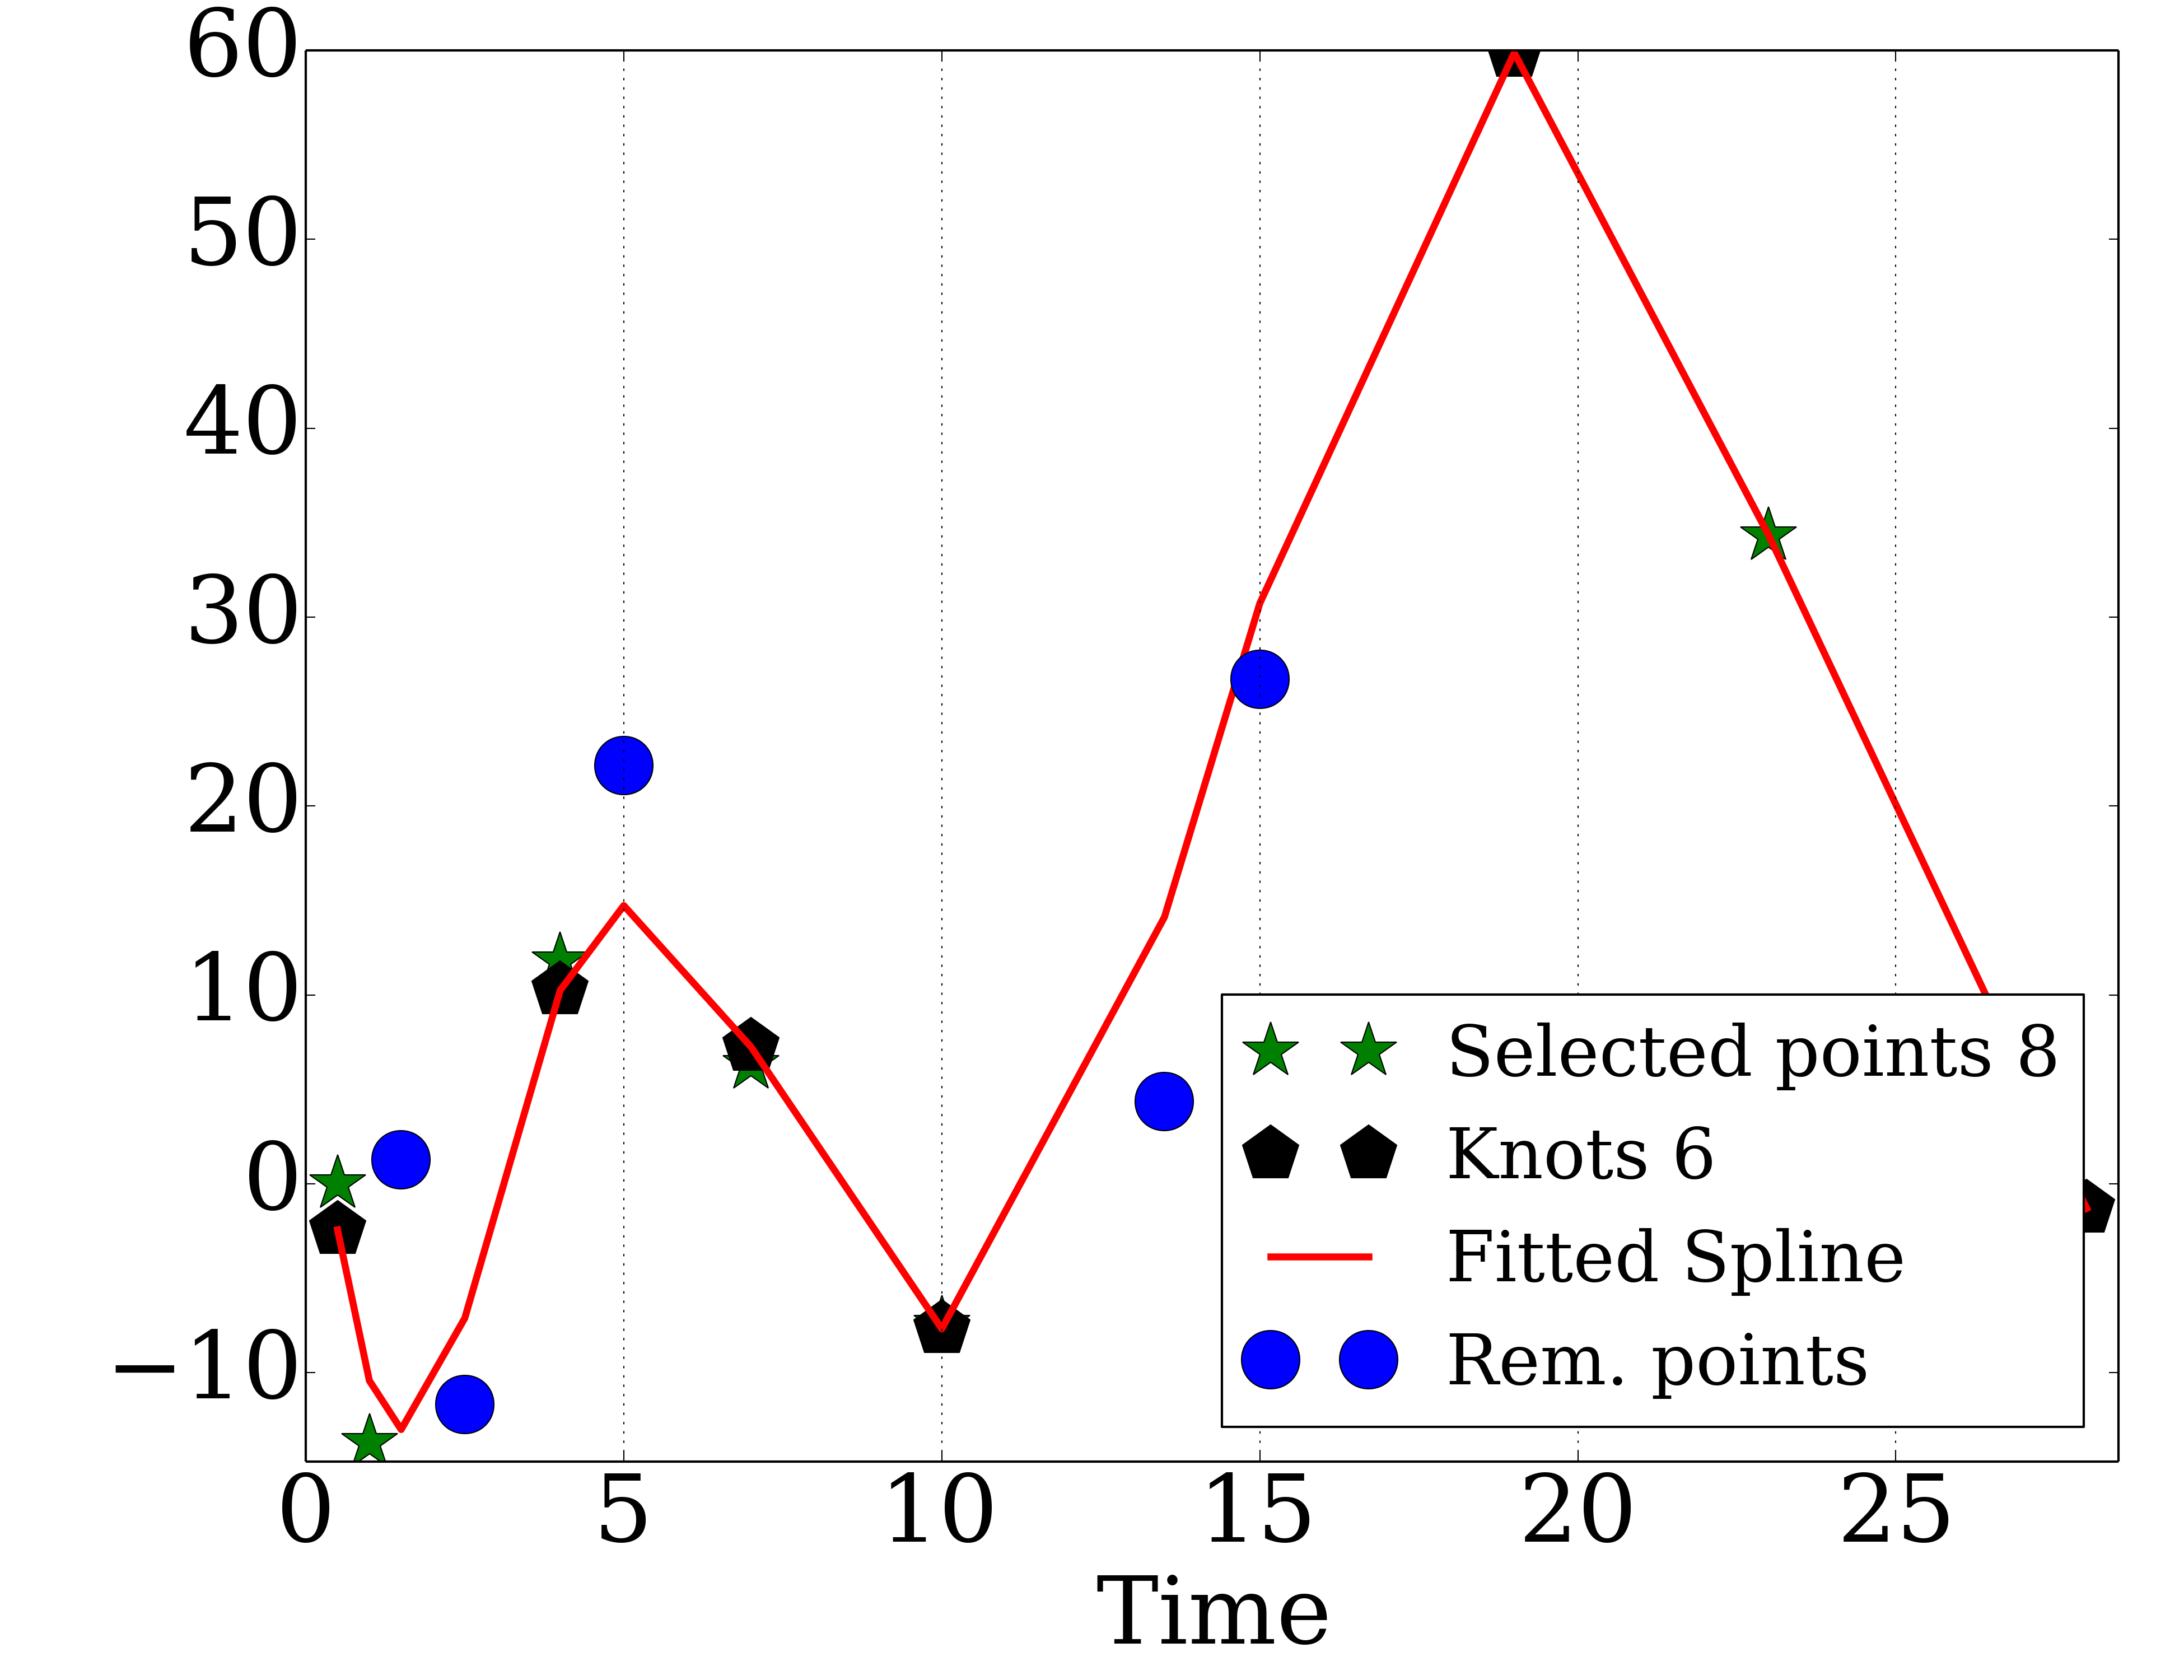 60
50
40
30
20
10
0
−10
0 5 10 15 20 25
Time
Selected points 8
Knots 6
Fitted Spline
Rem. points